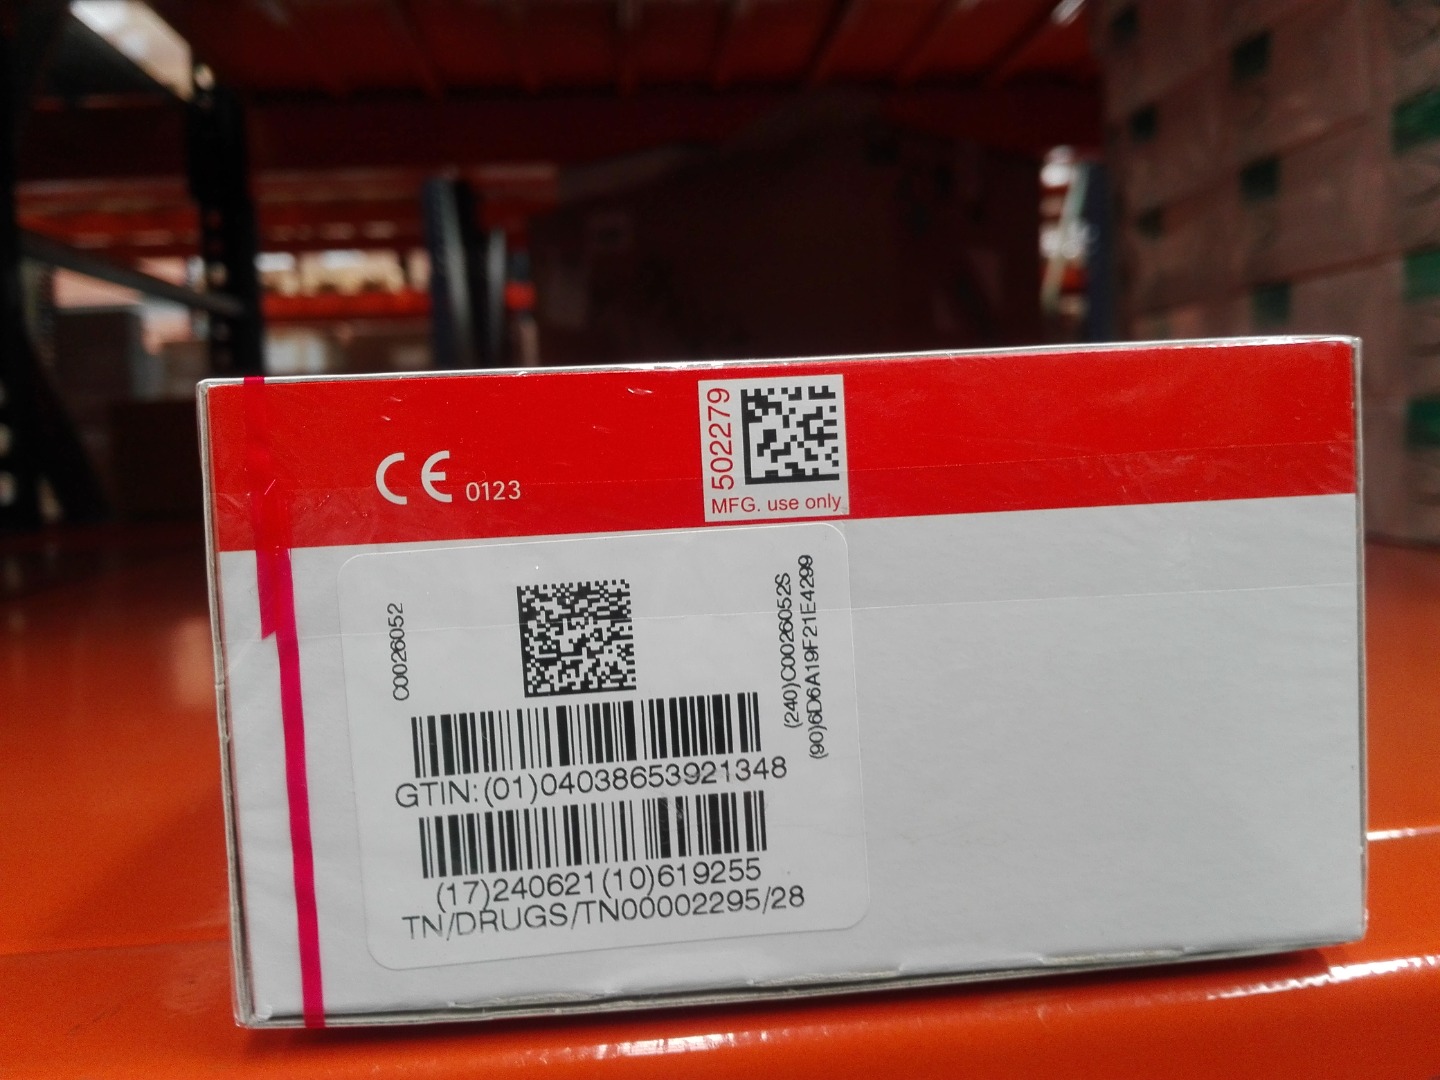 CE 0123
502279
MFG. use only
C0026052
(240)C0026052S
(90)6D6A19F21E4299
GTIN:(01)04038653921348
(17)240621(10)619255
TN/DRUGS/TN00002295/28